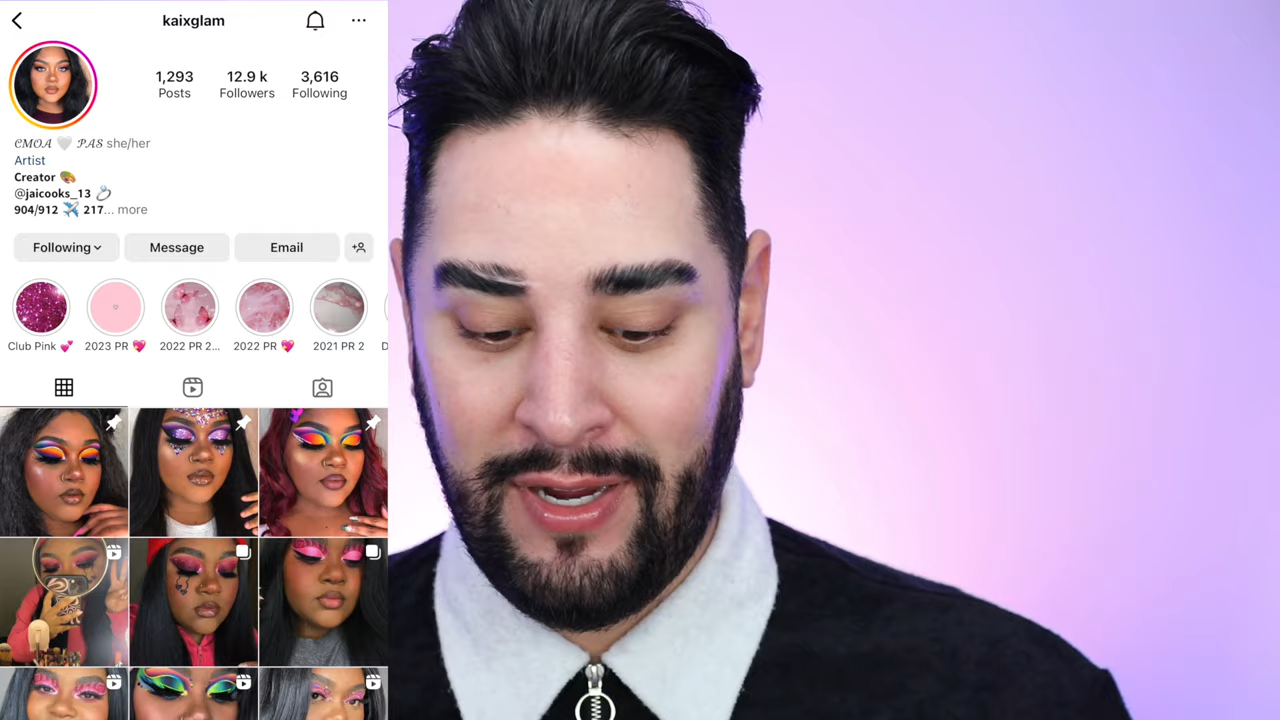 kaixglam
1,293 12.9 k 3,616
Posts Followers Following
𝒞𝑀𝒪𝒜 🤍 𝒫𝒜𝒮 she/her
Artist
Creator 🎨
@jaicooks_13 💍
904/912 ✈️ 217... more
Following Message Email
Club Pink 💕 2023 PR 💖 2022 PR 2... 2022 PR 💖 2021 PR 2